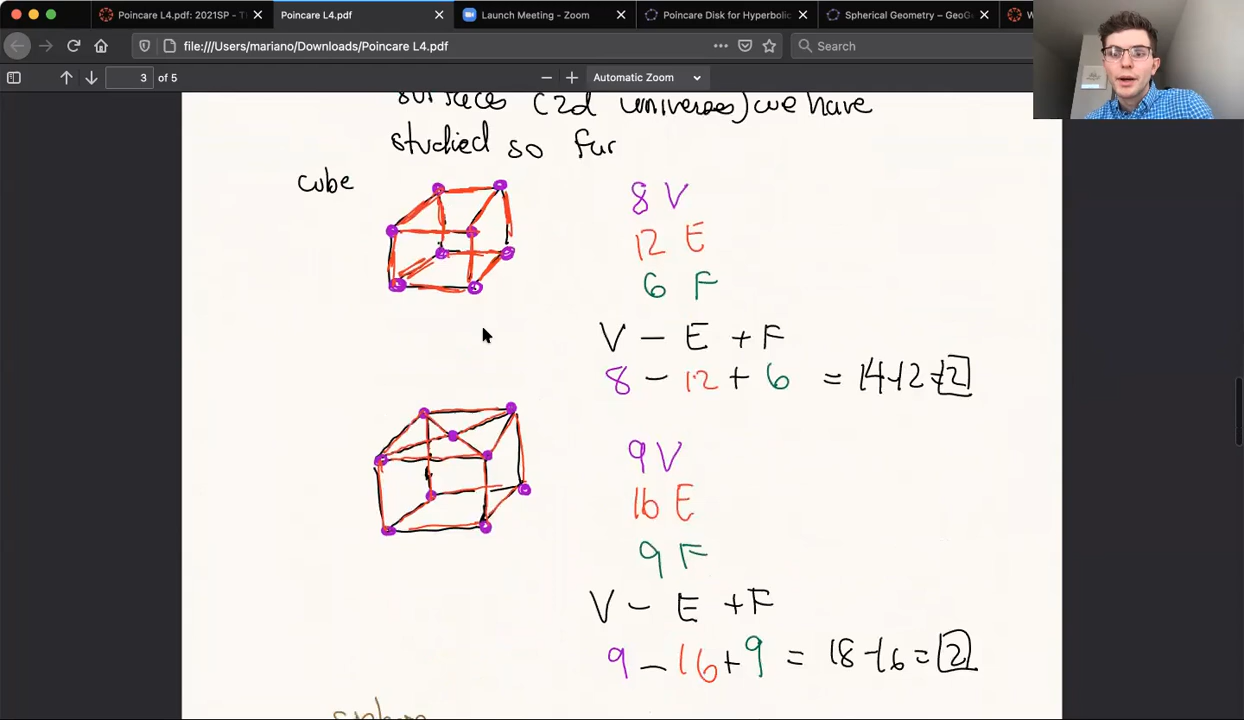 Poincare L4.pdf: 2021SP - T
Poincare L4.pdf
Launch Meeting - Zoom
Poincare Disk for Hyperbolic
Spherical Geometry – GeoG
file:///Users/mariano/Downloads/Poincare L4.pdf
Search
3 of 5
Automatic Zoom
surfaces (2d universes) we have
studied so far
cube
8 V
12 E
6 F
V - E + F
8 - 12 + 6 = 14-12 = 2
9 V
16 E
9 F
V - E + F
9 - 16 + 9 = 18-16 = 2